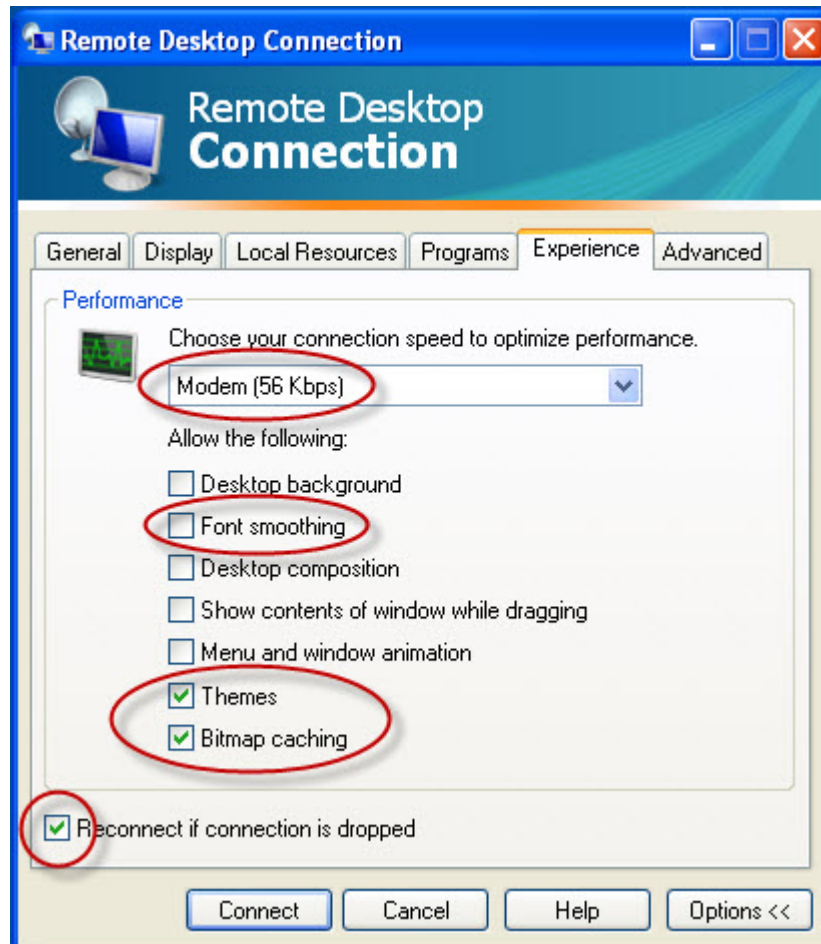 Remote Desktop Connection
Remote Desktop
Connection
General Display Local Resources Programs Experience Advanced
Performance
Choose your connection speed to optimize performance.
Modem (56 Kbps)
Allow the following:
Desktop background
Font smoothing
Desktop composition
Show contents of window while dragging
Menu and window animation
Themes
Bitmap caching
Reconnect if connection is dropped
Connect Cancel Help Options <<